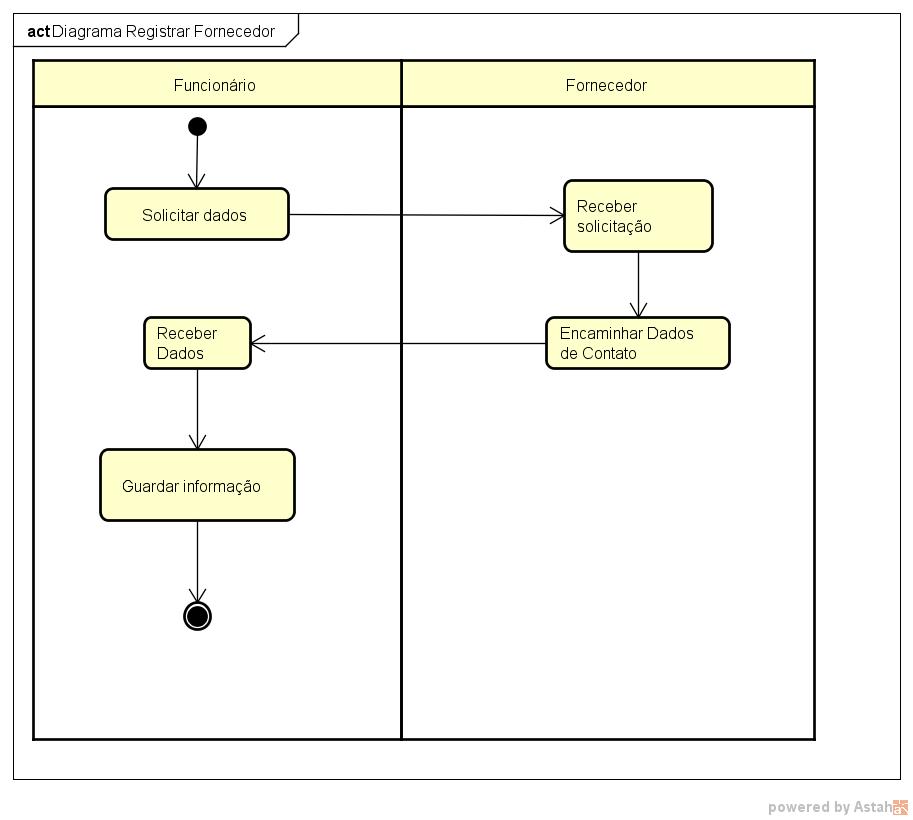 act Diagrama Registrar Fornecedor
Funcionário
Fornecedor
Solicitar dados
Receber
solicitação
Encaminhar Dados
de Contato
Receber
Dados
Guardar informação
powered by Astah